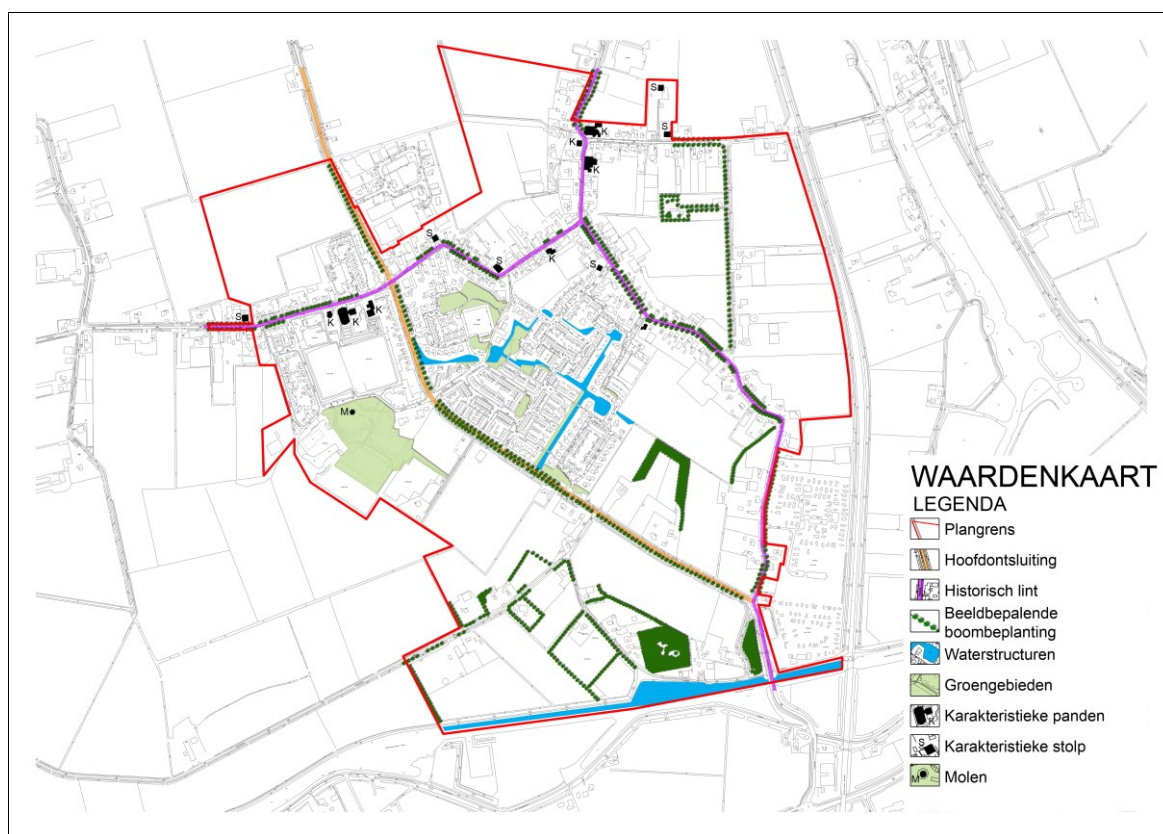 S
S
K
K
K
S
S
K
S
S
K
K
K
M
WAARDENKAART
LEGENDA
Plangrens
Hoofdontsluiting
Historisch lint
Beeldbepalende
boombeplanting
Waterstructuren
Groengebieden
K
Karakteristieke panden
S
Karakteristieke stolp
M
Molen